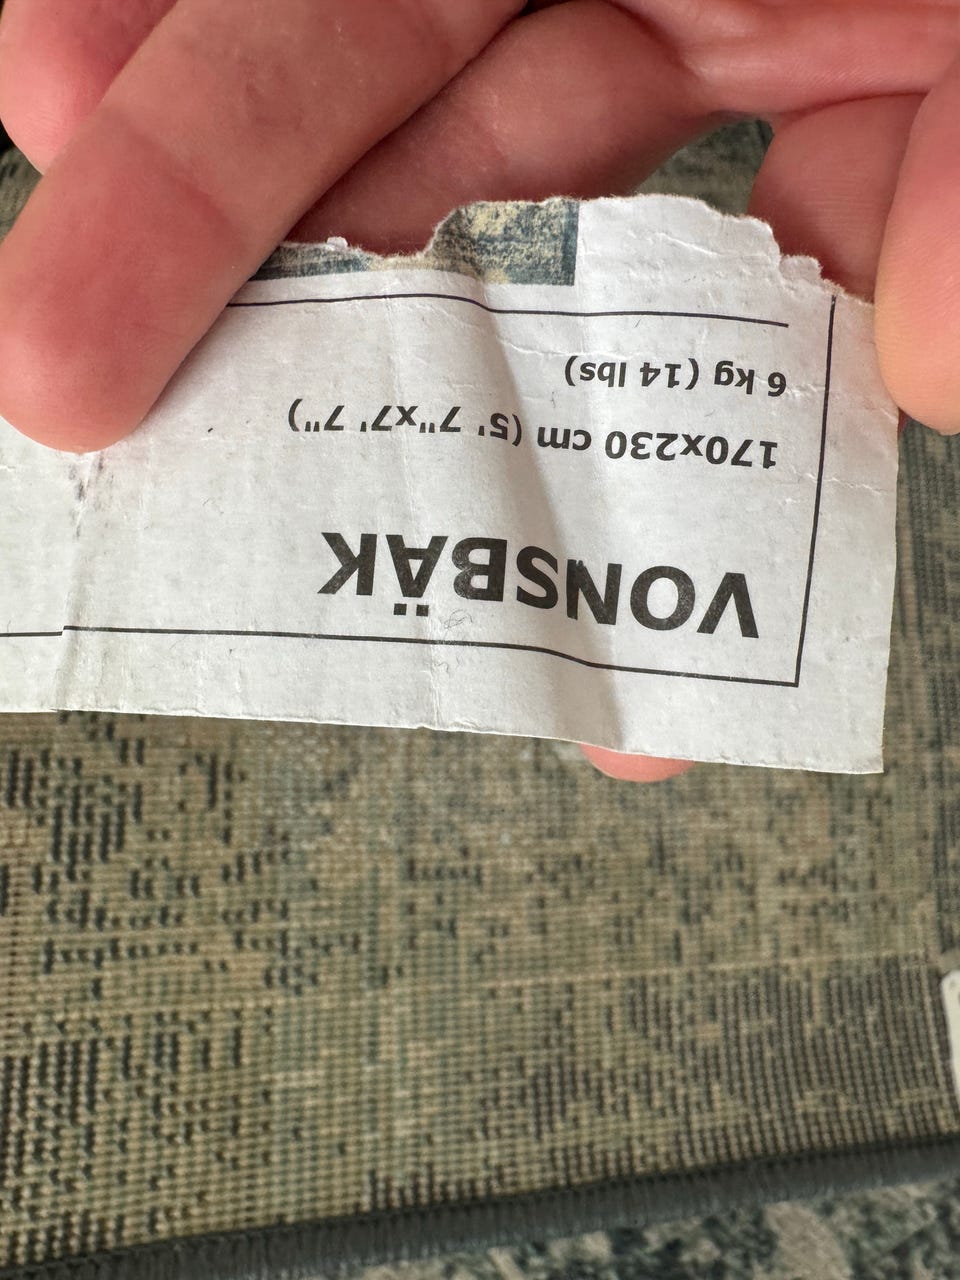 VONSBÄK
170x230 cm (5' 7"x7' 7")
6 kg (14 lbs)